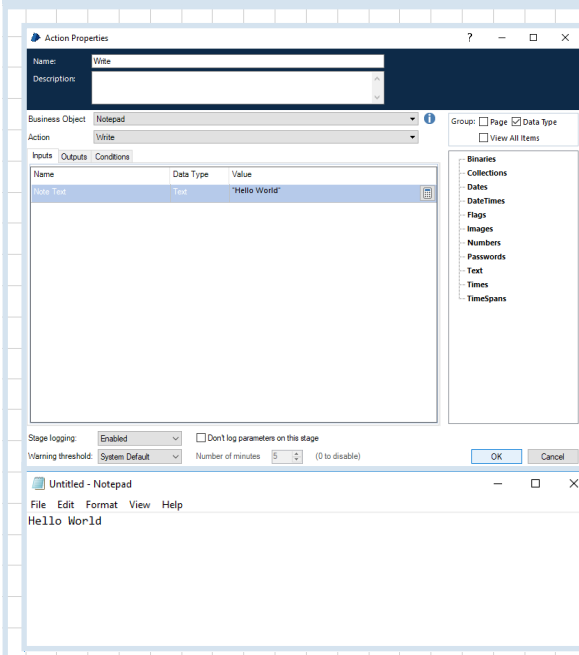 Action Properties
Name: Write
Description:
Business Object Notepad
Action Write
Group: Page Data Type
View All Items
Inputs Outputs Conditions
Name Data Type Value
Note Text Text "Hello World"
Binaries
Collections
Dates
DateTimes
Flags
Images
Numbers
Passwords
Text
Times
TimeSpans
Stage logging: Enabled Don't log parameters on this stage
Warning threshold: System Default Number of minutes 5 (0 to disable)
OK Cancel
Untitled - Notepad
File Edit Format View Help
Hello World